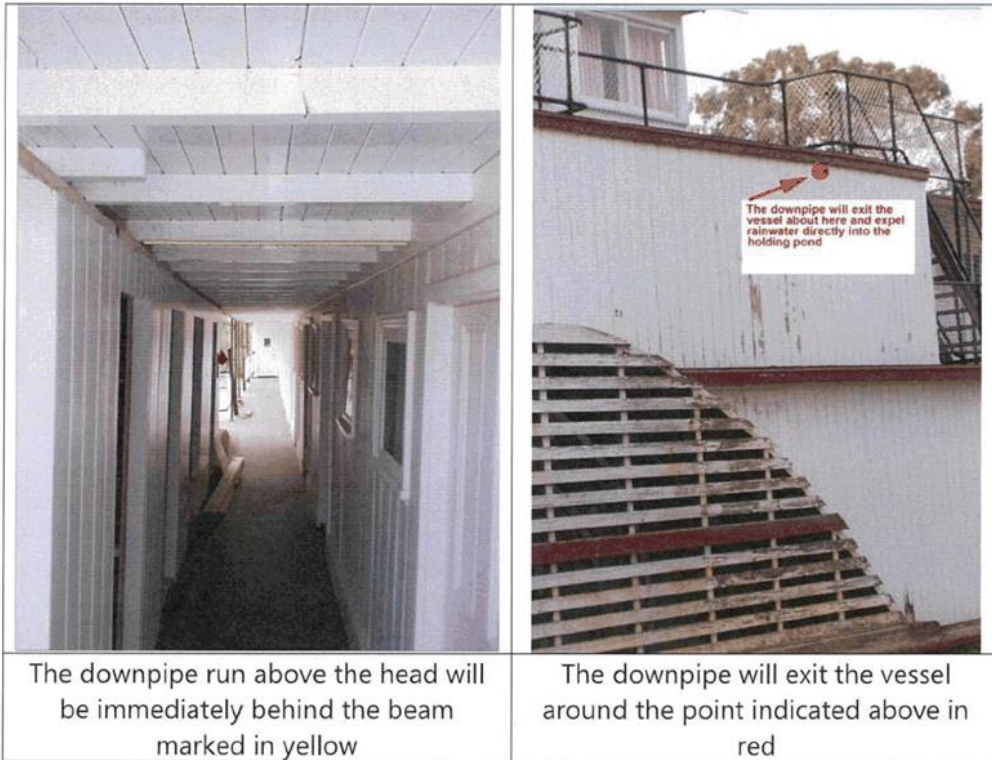 The downpipe will exit the
vessel about here and expel
rainwater directly into the
holding pond
The downpipe run above the head will
be immediately behind the beam
marked in yellow
The downpipe will exit the vessel
around the point indicated above in
red